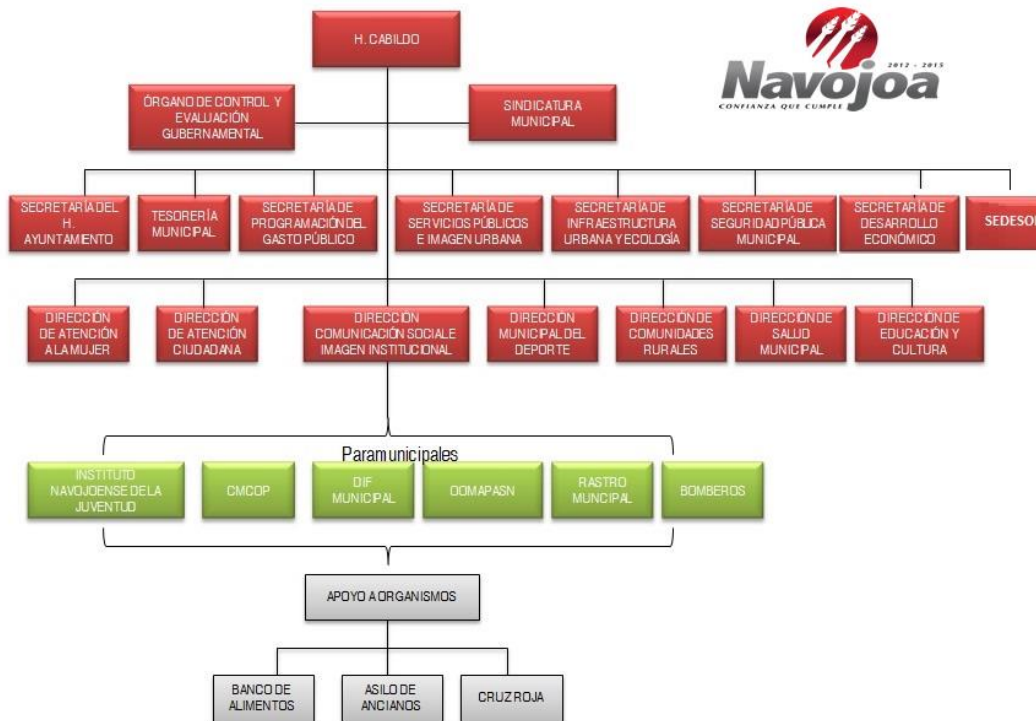 H. CABILDO
2012 - 2015
Navojoa
CONFIANZA QUE CUMPLE
ÓRGANO DE CONTROL Y
EVALUACIÓN
GUBERNAMENTAL
SINDICATURA
MUNICIPAL
SECRETARÍA DEL
H.
AYUNTAMIENTO
TESORERÍA
MUNICIPAL
SECRETARÍA DE
PROGRAMACIÓN DEL
GASTO PÚBLICO
SECRETARÍA DE
SERVICIOS PÚBLICOS
E IMAGEN URBANA
SECRETARÍA DE
INFRAESTRUCTURA
URBANA Y ECOLOGÍA
SECRETARÍA DE
SEGURIDAD PÚBLICA
MUNICIPAL
SECRETARÍA DE
DESARROLLO
ECONÓMICO
SEDESOL
DIRECCIÓN
DE ATENCIÓN
A LA MUJER
DIRECCIÓN
DE ATENCIÓN
CIUDADANA
DIRECCIÓN
COMUNICACIÓN SOCIAL E
IMAGEN INSTITUCIONAL
DIRECCIÓN
MUNICIPAL DEL
DEPORTE
DIRECCIÓN DE
COMUNIDADES
RURALES
DIRECCIÓN DE
SALUD
MUNICIPAL
DIRECCIÓN DE
EDUCACIÓN Y
CULTURA
Paramunicipales
INSTITUTO
NAVOJOENSE DE LA
JUVENTUD
CMCOP
DIF
MUNICIPAL
OOMAPASN
RASTRO
MUNCIPAL
BOMBEROS
APOYO A ORGANISMOS
BANCO DE
ALIMENTOS
ASILO DE
ANCIANOS
CRUZ ROJA